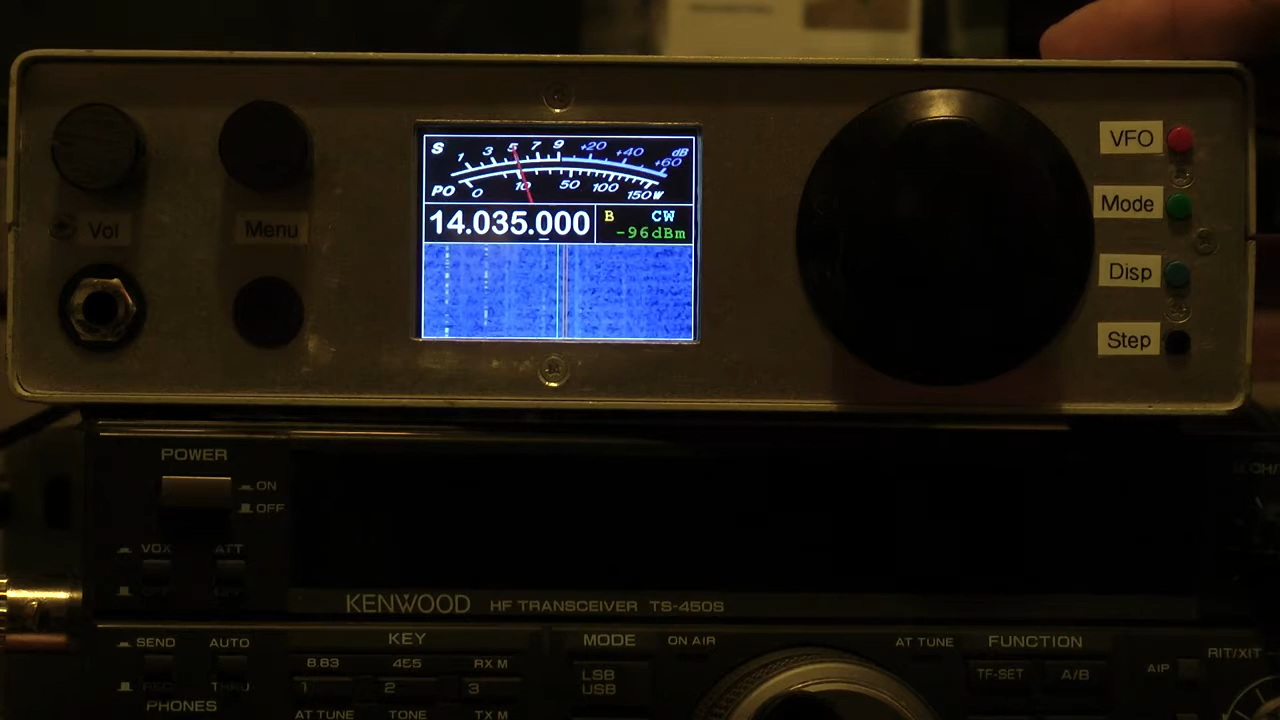 S 1 3 5 7 9 +20 +40 +60 dB
PO 0 10 50 100 150 W
14.035.000 B CW
-96dBm
VFO
Mode
Disp
Step
Vol Menu
POWER
ON
OFF
VOX ATT
KENWOOD HF TRANSCEIVER TS-450S
SEND AUTO KEY MODE ON AIR AT TUNE FUNCTION RIT/XIT
8.83 455 RX M LSB TF-SET A/B AIP
1 2 3 USB
REC THRU
PHONES AT TUNE TONE TX M